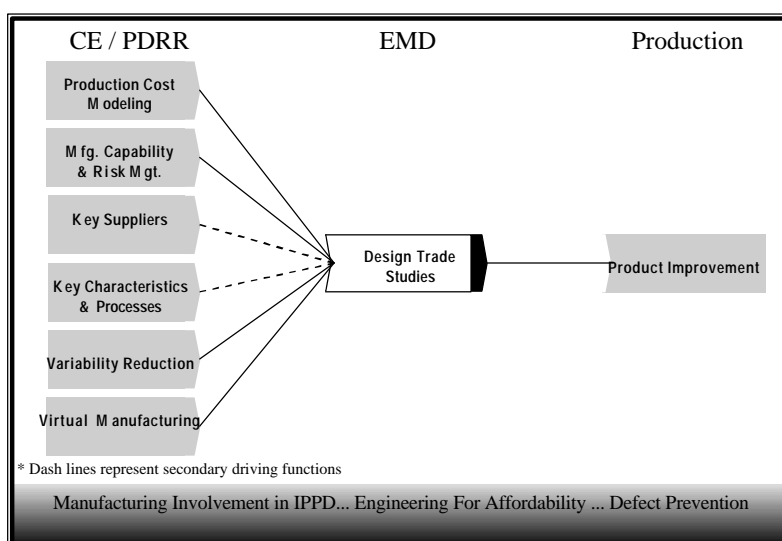 CE / PDRR
EMD
Production
Production Cost
Modeling
Mfg. Capability
& Risk Mgt.
Key Suppliers
Key Characteristics
& Processes
Variability Reduction
Virtual Manufacturing
Design Trade
Studies
Product Improvement
* Dash lines represent secondary driving functions
Manufacturing Involvement in IPPD... Engineering For Affordability ... Defect Prevention